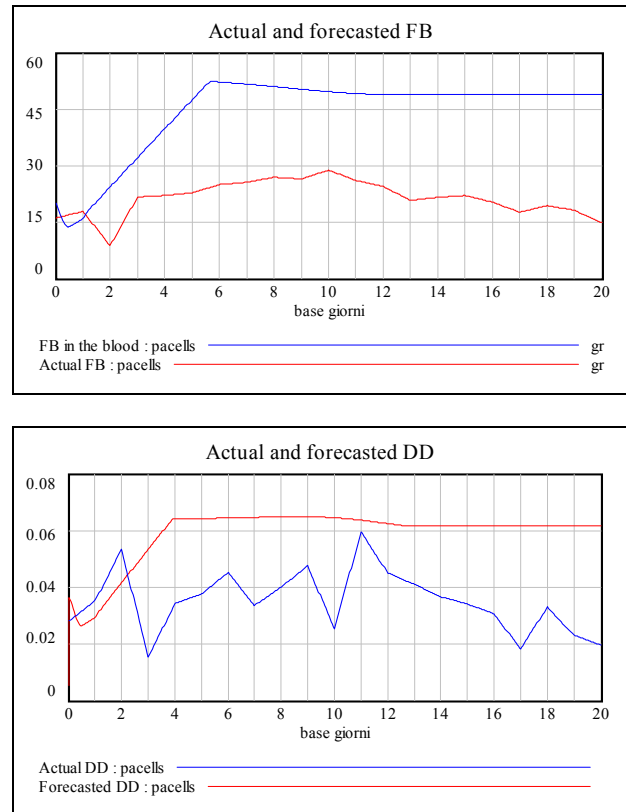 Actual and forecasted FB
60
45
30
15
0
0 2 4 6 8 10 12 14 16 18 20
base giorni
FB in the blood : pacells gr
Actual FB : pacells gr
Actual and forecasted DD
0.08
0.06
0.04
0.02
0
0 2 4 6 8 10 12 14 16 18 20
base giorni
Actual DD : pacells
Forecasted DD : pacells